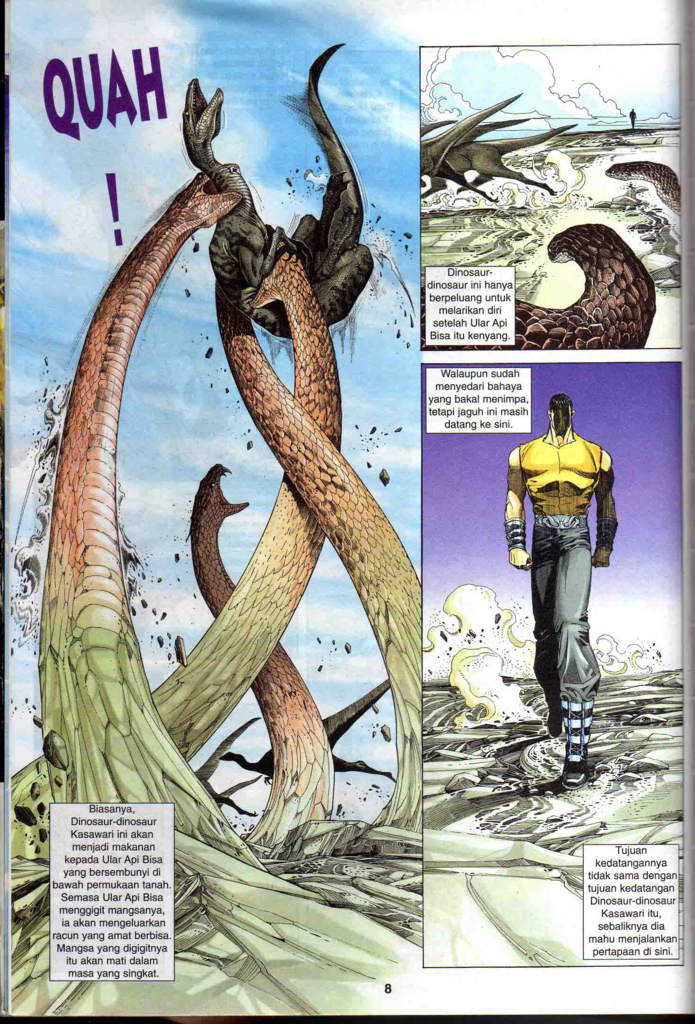 QUAH
!
Biasanya,
Dinosaur-dinosaur
Kasawari ini akan
menjadi makanan
kepada Ular Api Bisa
yang bersembunyi di
bawah permukaan tanah.
Semasa Ular Api Bisa
menggigit mangsanya,
ia akan mengeluarkan
racun yang amat berbisa.
Mangsa yang digigitnya
itu akan mati dalam
masa yang singkat.
Dinosaur-
dinosaur ini hanya
berpeluang untuk
melarikan diri
setelah Ular Api
Bisa itu kenyang.
Walaupun sudah
menyedari bahaya
yang bakal menimpa,
tetapi jaguh ini masih
datang ke sini.
Tujuan
kedatangannya
tidak sama dengan
tujuan kedatangan
Dinosaur-dinosaur
Kasawari itu,
sebaliknya dia
mahu menjalankan
pertapaan di sini.
8